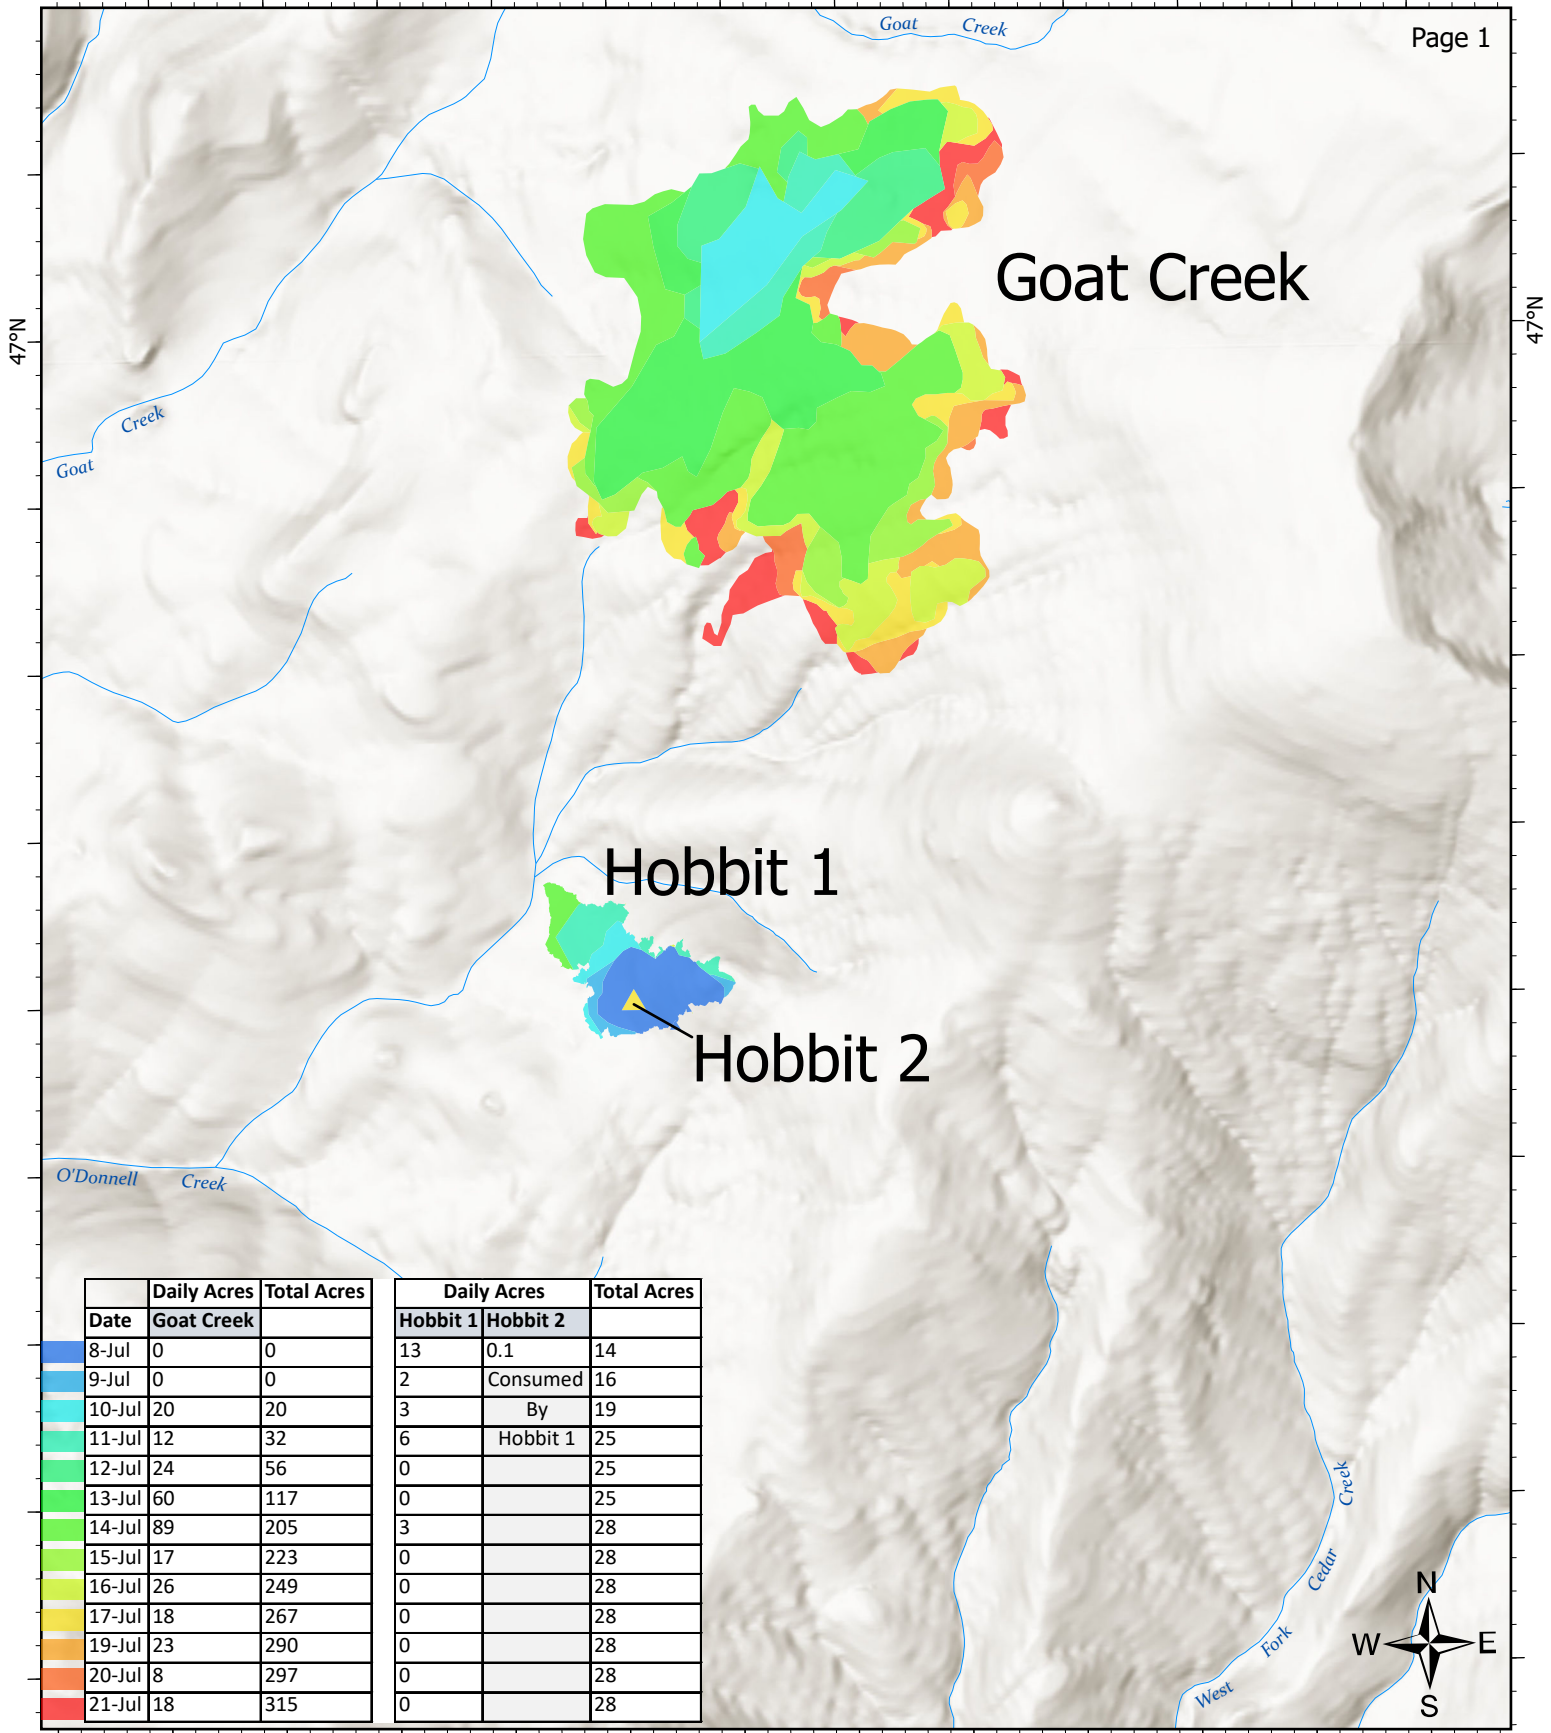 Goat Creek
Page 1
Goat Creek
47°N
47°N
Creek
Goat
Hobbit 1
Hobbit 2
O'Donnell Creek
Daily Acres Total Acres Daily Acres Total Acres
Date Goat Creek Hobbit 1 Hobbit 2
8-Jul 0 0 13 0.1 14
9-Jul 0 0 2 Consumed 16
10-Jul 20 20 3 By 19
11-Jul 12 32 6 Hobbit 1 25
12-Jul 24 56 0 25
13-Jul 60 117 0 25
14-Jul 89 205 3 28
15-Jul 17 223 0 28
16-Jul 26 249 0 28
17-Jul 18 267 0 28
19-Jul 23 290 0 28
20-Jul 8 297 0 28
21-Jul 18 315 0 28
West Fork Cedar Creek
N
W E
S